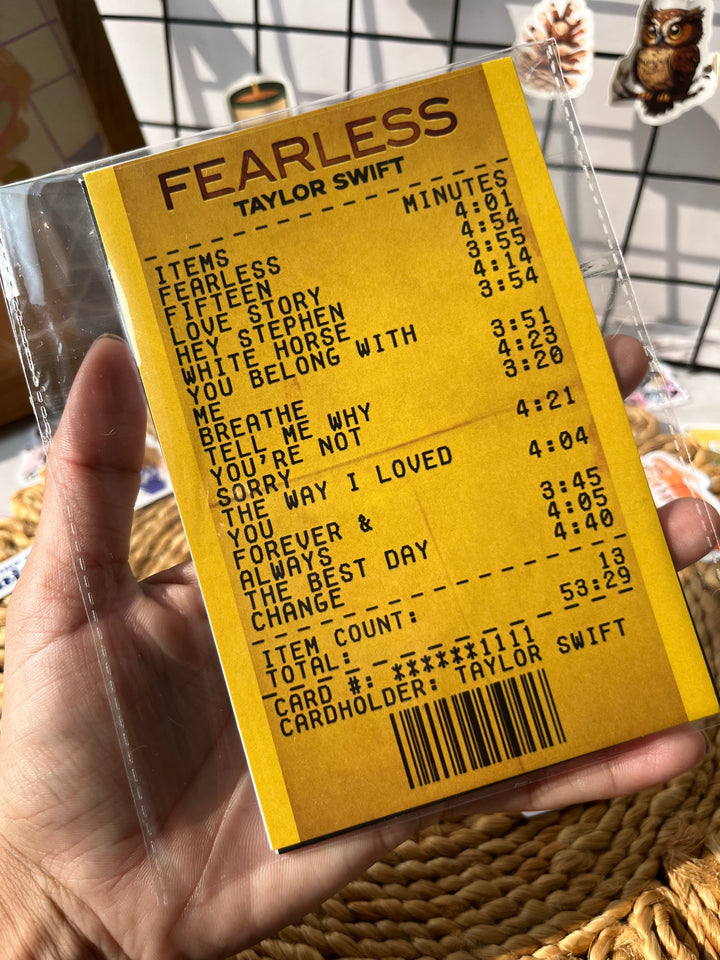 FEARLESS
TAYLOR SWIFT
ITEMS MINUTES
FEARLESS 4:01
FIFTEEN 4:54
LOVE STORY 3:55
HEY STEPHEN 4:14
WHITE HORSE 3:54
YOU BELONG WITH
ME 3:51
BREATHE 4:23
TELL ME WHY 3:20
YOU'RE NOT
SORRY 4:21
THE WAY I LOVED
YOU 4:04
FOREVER &
ALWAYS 3:45
THE BEST DAY 4:05
CHANGE 4:40
ITEM COUNT: 13
TOTAL: 53:29
CARD #: ******1111
CARDHOLDER: TAYLOR SWIFT